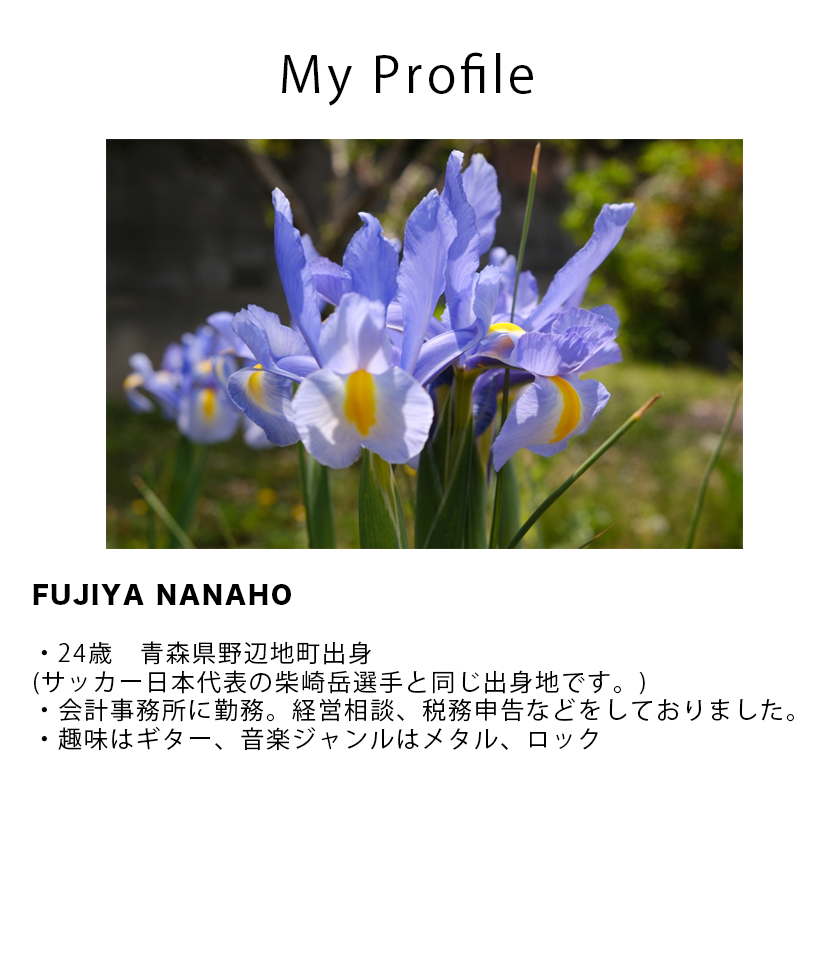 My Profile
FUJIYA NANAHO
・24歳　青森県野辺地町出身
(サッカー日本代表の柴崎岳選手と同じ出身地です。)
・会計事務所に勤務。経営相談、税務申告などをしておりました。
・趣味はギター、音楽ジャンルはメタル、ロック